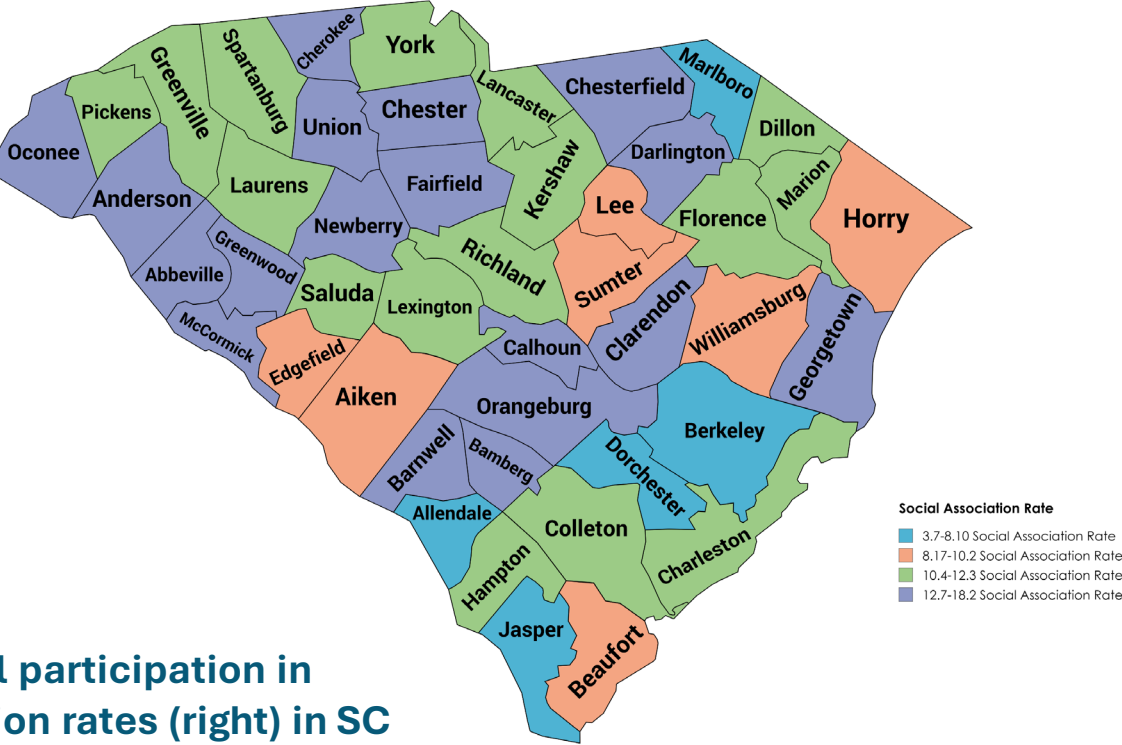 Cherokee
York
Spartanburg
Greenville
Marlboro
Lancaster
Chesterfield
Pickens
Chester
Union
Dillon
Oconee
Darlington
Laurens
Fairfield
Kershaw
Marion
Anderson
Lee
Florence
Horry
Newberry
Greenwood
Richland
Abbeville
Saluda
Sumter
Lexington
Clarendon
Williamsburg
McCormick
Georgetown
Calhoun
Edgefield
Aiken
Orangeburg
Berkeley
Barnwell
Bamberg
Dorchester
Allendale
Colleton
Charleston
Hampton
Jasper
Beaufort
Social Association Rate
3.7-8.10 Social Association Rate
8.17-10.2 Social Association Rate
10.4-12.3 Social Association Rate
12.7-18.2 Social Association Rate
l participation in
on rates (right) in SC